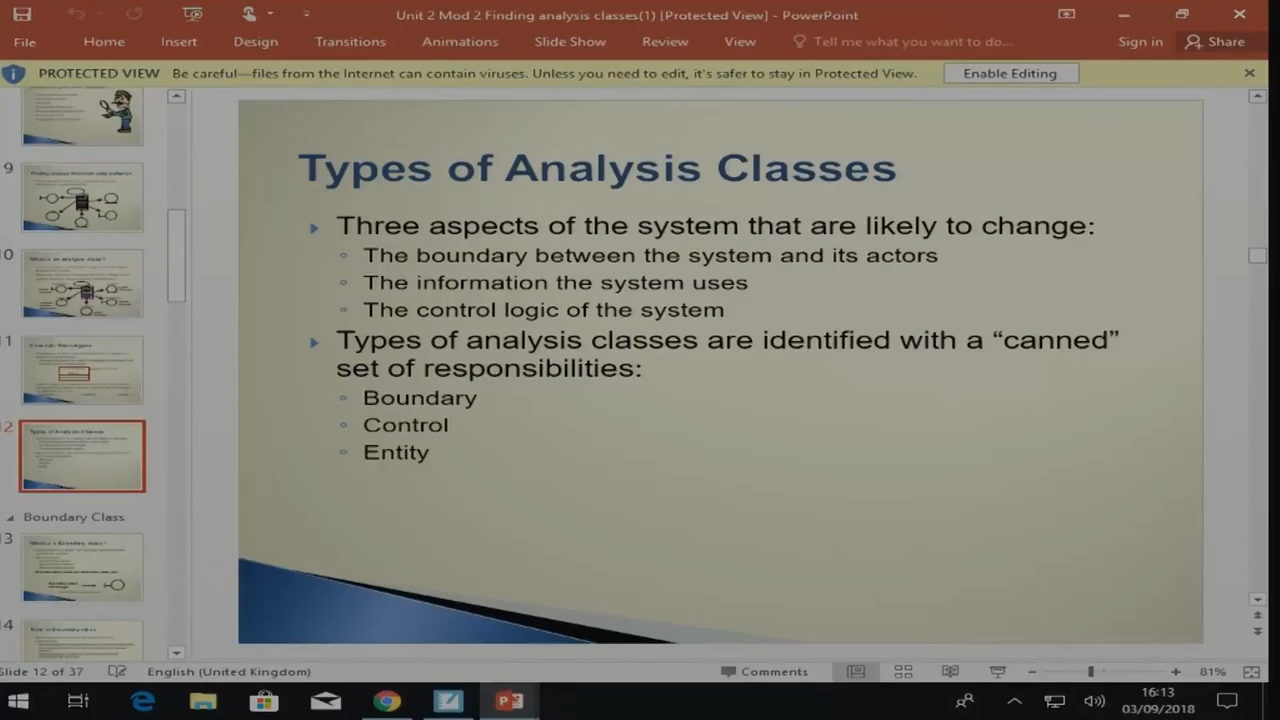 Unit 2 Mod 2 Finding analysis classes(1) [Protected View] - PowerPoint
File Home Insert Design Transitions Animations Slide Show Review View Tell me what you want to do... Sign in Share
PROTECTED VIEW Be careful—files from the Internet can contain viruses. Unless you need to edit, it's safer to stay in Protected View. Enable Editing
9
10
11
12
Boundary Class
13
14
Types of Analysis Classes
Three aspects of the system that are likely to change:
The boundary between the system and its actors
The information the system uses
The control logic of the system
Types of analysis classes are identified with a “canned”
set of responsibilities:
Boundary
Control
Entity
Slide 12 of 37 English (United Kingdom) Comments 81%
16:13
03/09/2018